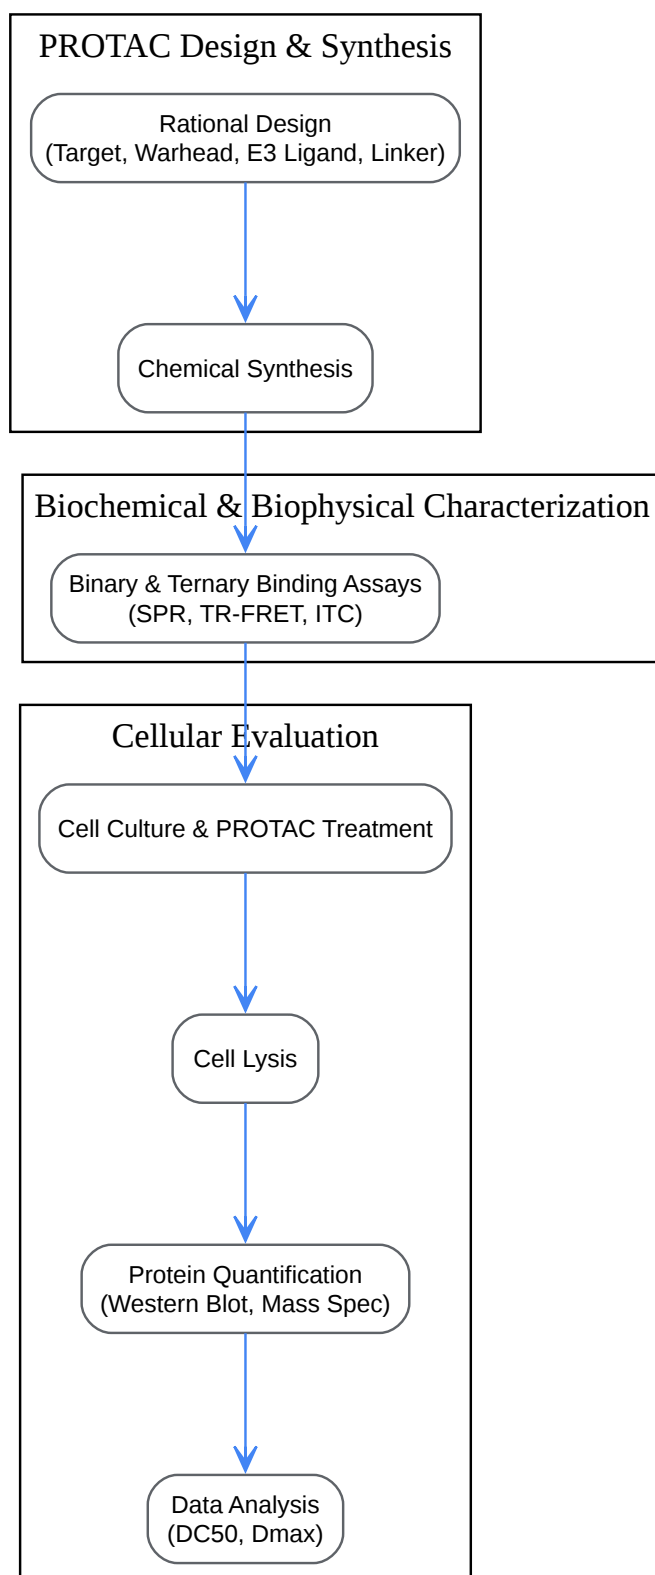 PROTAC Design & Synthesis
Rational Design
(Target, Warhead, E3 Ligand, Linker)
Chemical Synthesis
Biochemical & Biophysical Characterization
Binary & Ternary Binding Assays
(SPR, TR-FRET, ITC)
Cellular Evaluation
Cell Culture & PROTAC Treatment
Cell Lysis
Protein Quantification
(Western Blot, Mass Spec)
Data Analysis
(DC50, Dmax)